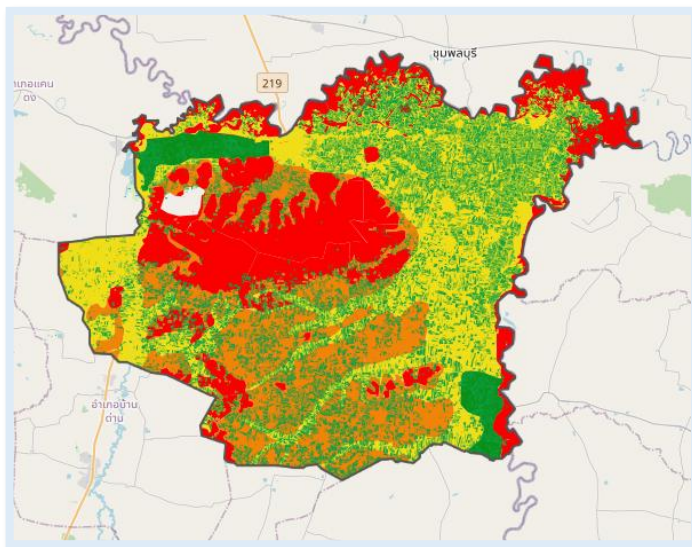 ชุมพลบุรี
219
าเภอแคน
ดง
อำเภอบ้าน
ด่าน